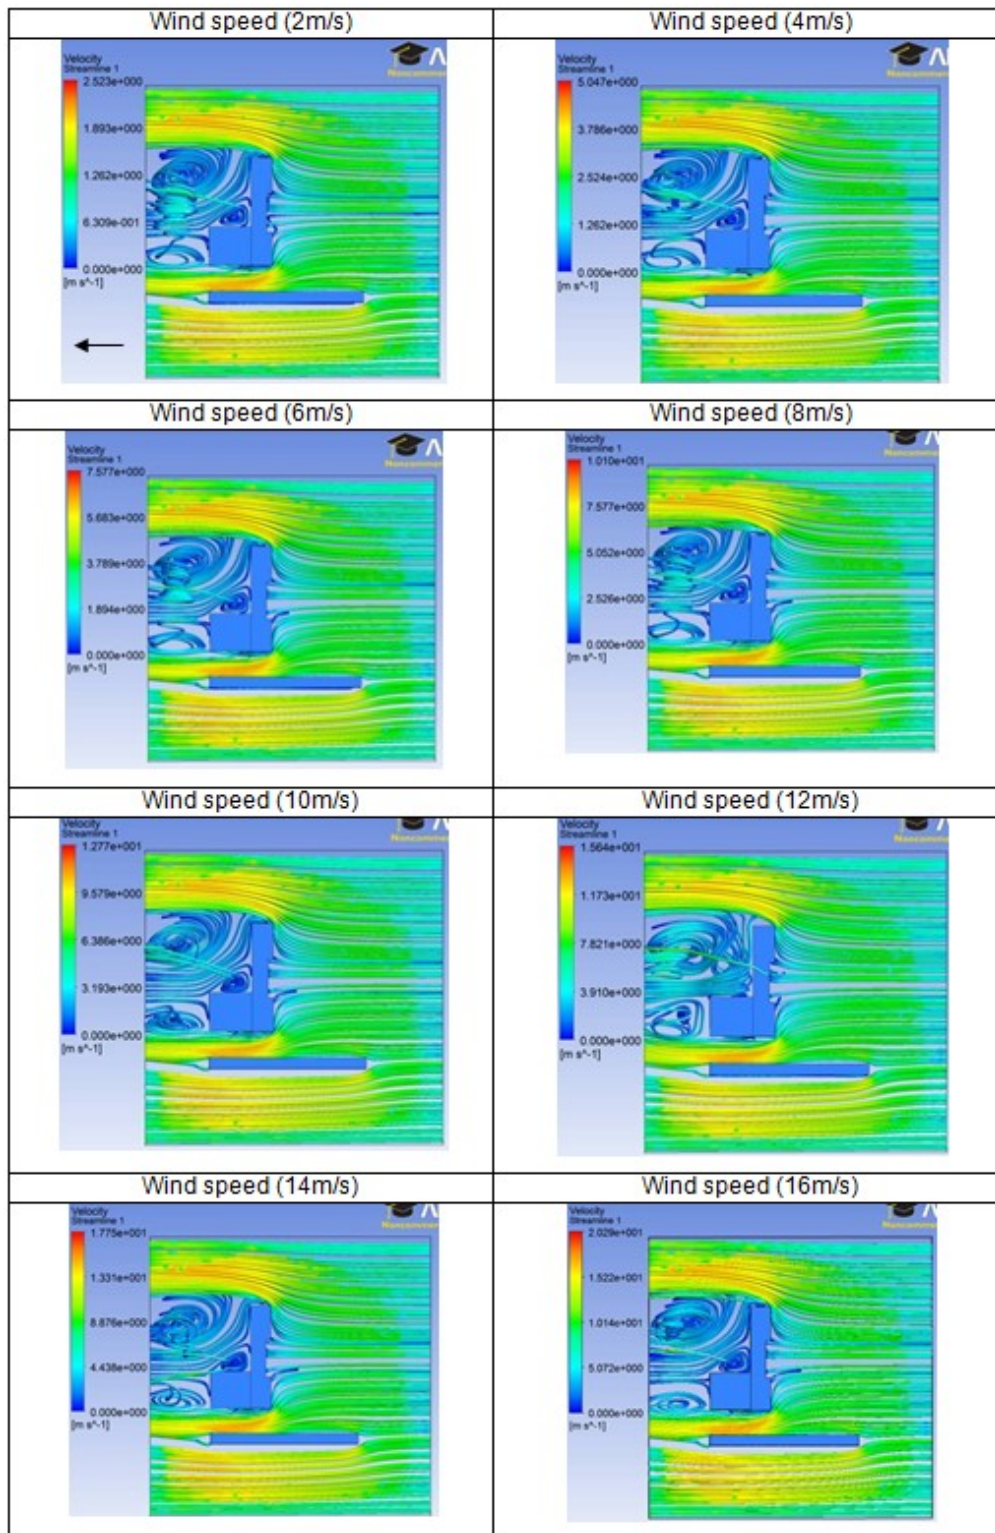 Wind speed (2m/s)
Wind speed (4m/s)
Velocity
Streamline 1
2.523e+000
1.893e+000
1.262e+000
6.309e-001
0.000e+000
[m s^-1]
Noncommer
Velocity
Streamline 1
5.047e+000
3.786e+000
2.524e+000
1.262e+000
0.000e+000
[m s^-1]
Noncommer
Wind speed (6m/s)
Wind speed (8m/s)
Velocity
Streamline 1
7.577e+000
5.683e+000
3.789e+000
1.894e+000
0.000e+000
[m s^-1]
Noncommer
Velocity
Streamline 1
1.010e+001
7.577e+000
5.052e+000
2.526e+000
0.000e+000
[m s^-1]
Noncommer
Wind speed (10m/s)
Wind speed (12m/s)
Velocity
Streamline 1
1.277e+001
9.579e+000
6.386e+000
3.193e+000
0.000e+000
[m s^-1]
Noncommer
Velocity
Streamline 1
1.564e+001
1.173e+001
7.821e+000
3.910e+000
0.000e+000
[m s^-1]
Noncommer
Wind speed (14m/s)
Wind speed (16m/s)
Velocity
Streamline 1
1.775e+001
1.331e+001
8.876e+000
4.438e+000
0.000e+000
[m s^-1]
Noncommer
Velocity
Streamline 1
2.029e+001
1.522e+001
1.014e+001
5.072e+000
0.000e+000
[m s^-1]
Noncommer